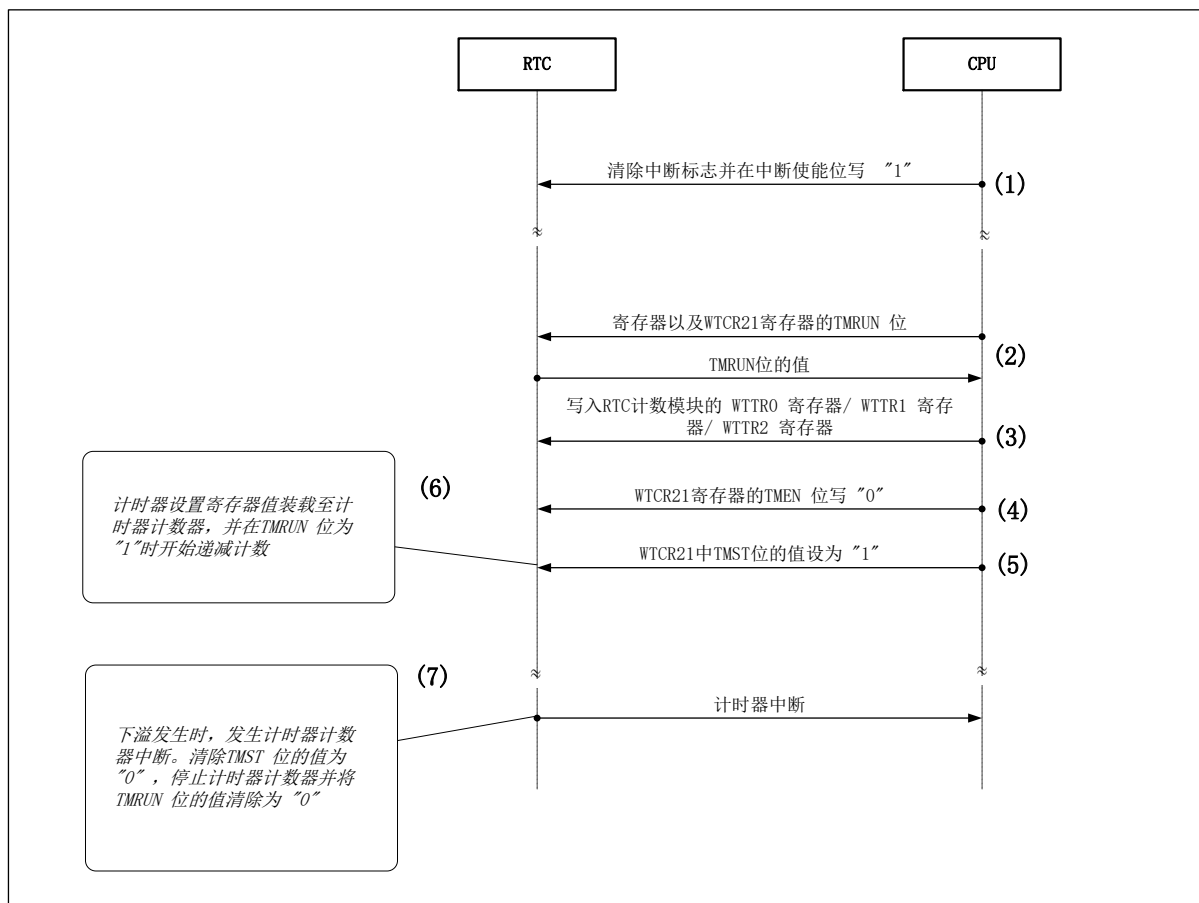 RTC
CPU
清除中断标志并在中断使能位写 "1"
(1)
寄存器以及WTCR21寄存器的TMRUN 位
(2)
TMRUN位的值
写入RTC计数模块的 WTTR0 寄存器/ WTTR1 寄存
器/ WTTR2 寄存器
(3)
(6)
计时器设置寄存器值装载至计
时器计数器，并在TMRUN 位为
"1"时开始递减计数
WTCR21寄存器的TMEN 位写 "0"
(4)
WTCR21中TMST位的值设为 "1"
(5)
(7)
下溢发生时，发生计时器计数
器中断。清除TMST 位的值为
"0" ，停止计时器计数器并将
TMRUN 位的值清除为 "0"
计时器中断